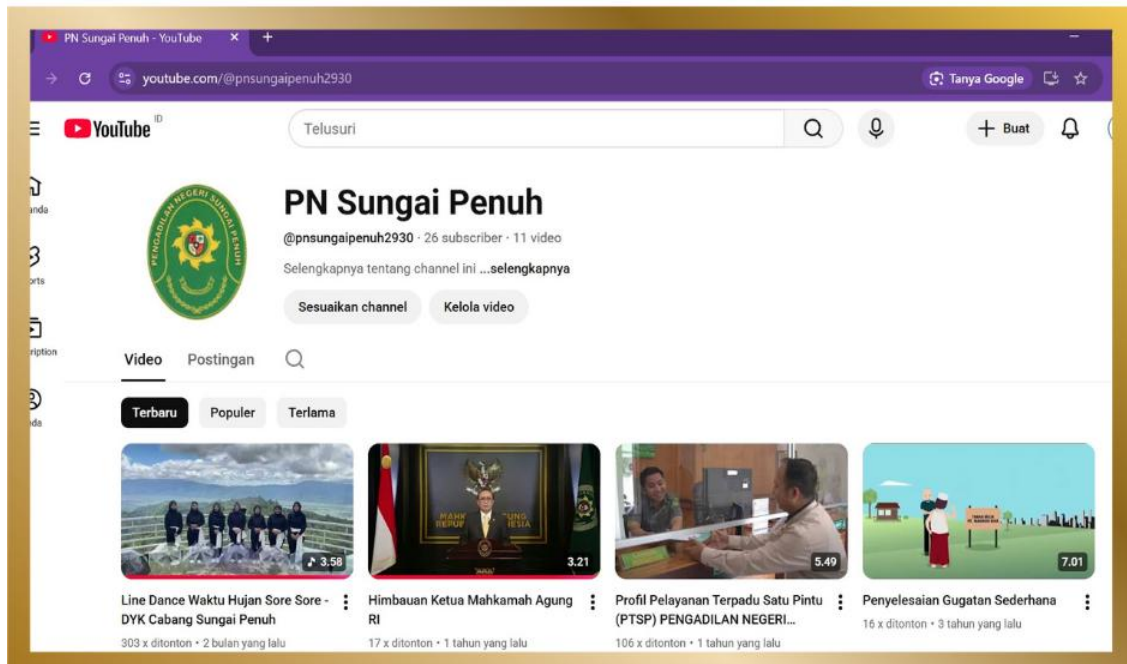 PN Sungai Penuh - YouTube
youtube.com/@pnsungaipenuh2930
Tanya Google
YouTube ID
Telusuri
Buat
PENGADILAN NEGERI SUNGAI PENUH
PN Sungai Penuh
@pnsungaipenuh2930 · 26 subscriber · 11 video
Selengkapnya tentang channel ini ...selengkapnya
Sesuaikan channel
Kelola video
Video
Postingan
Terbaru
Populer
Terlama
3.58
3.21
5.49
7.01
Line Dance Waktu Hujan Sore Sore -
DYK Cabang Sungai Penuh
303 x ditonton • 2 bulan yang lalu
Himbauan Ketua Mahkamah Agung
RI
17 x ditonton • 1 tahun yang lalu
Profil Pelayanan Terpadu Satu Pintu
(PTSP) PENGADILAN NEGERI...
106 x ditonton • 1 tahun yang lalu
Penyelesaian Gugatan Sederhana
16 x ditonton • 3 tahun yang lalu